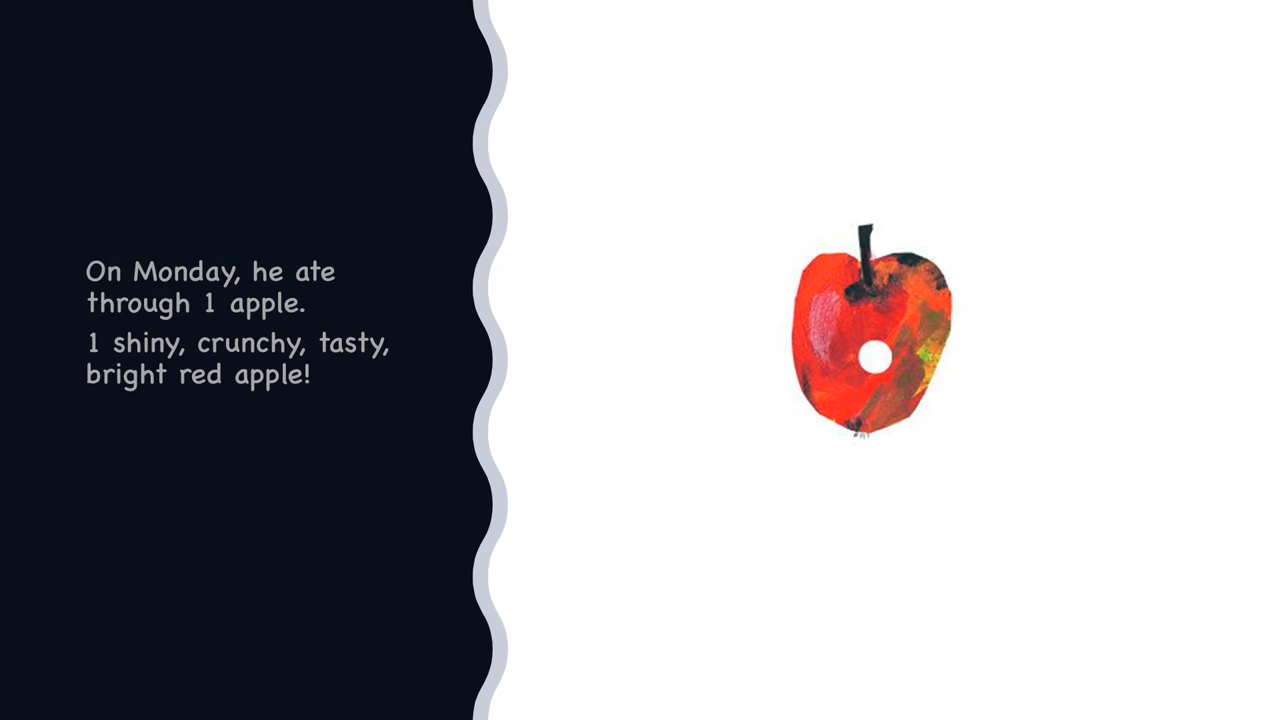 On Monday, he ate
through 1 apple.
1 shiny, crunchy, tasty,
bright red apple!